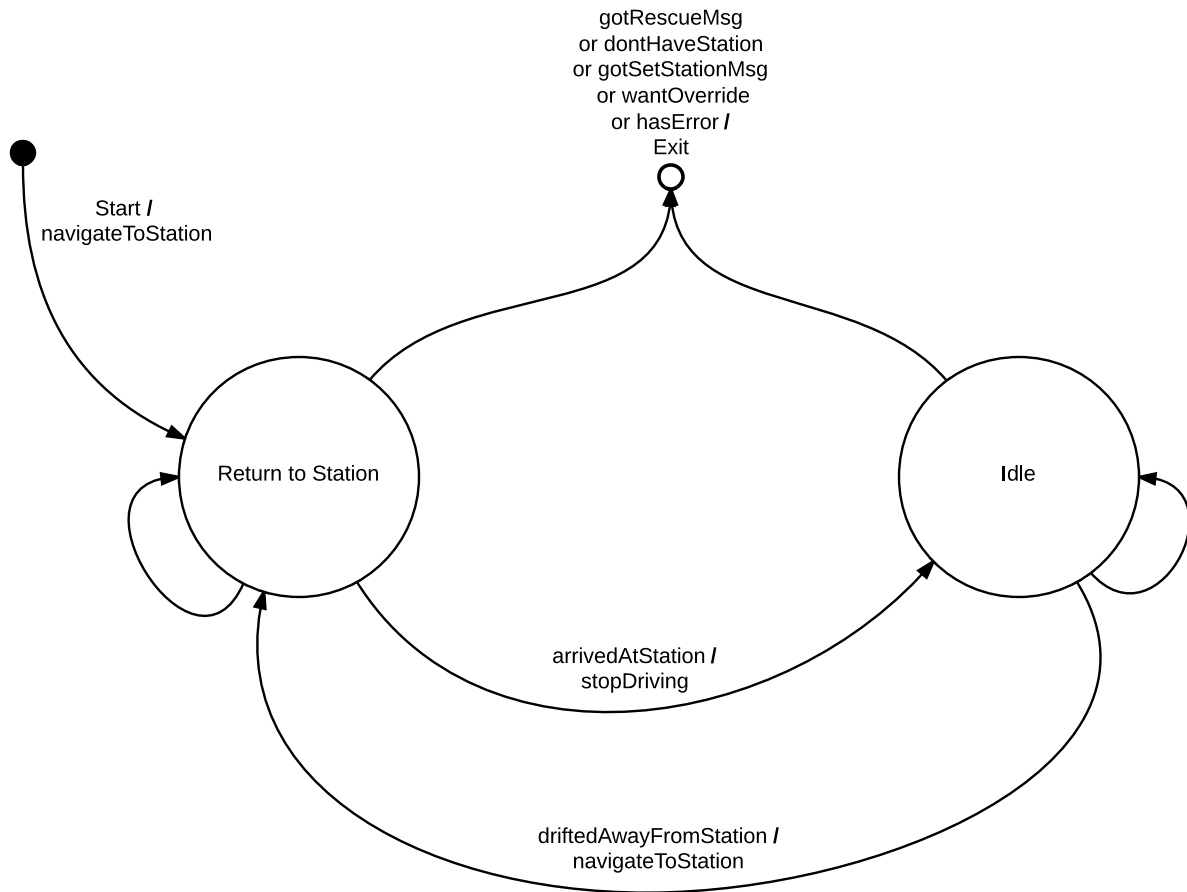 gotRescueMsg
or dontHaveStation
or gotSetStationMsg
or wantOverride
or hasError /
Exit
Start /
navigateToStation
Return to Station
Idle
arrivedAtStation /
stopDriving
driftedAwayFromStation /
navigateToStation